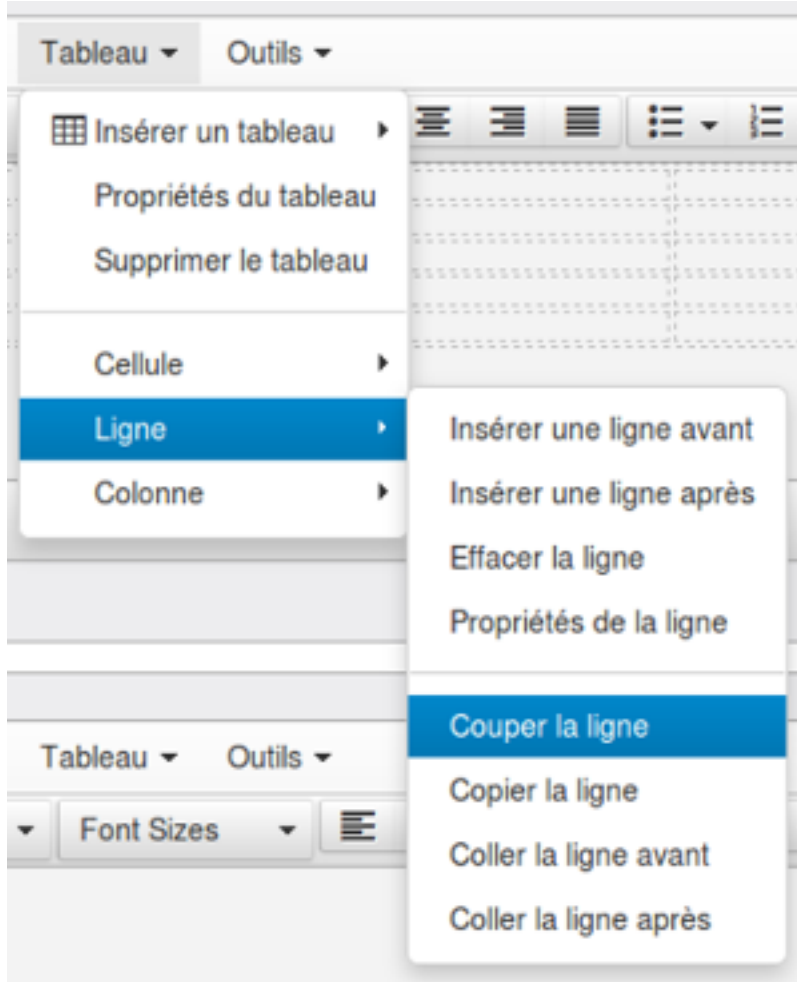 Tableau Outils
Insérer un tableau
Propriétés du tableau
Supprimer le tableau
Cellule
Ligne
Colonne
Insérer une ligne avant
Insérer une ligne après
Effacer la ligne
Propriétés de la ligne
Couper la ligne
Copier la ligne
Coller la ligne avant
Coller la ligne après
Tableau Outils
Font Sizes